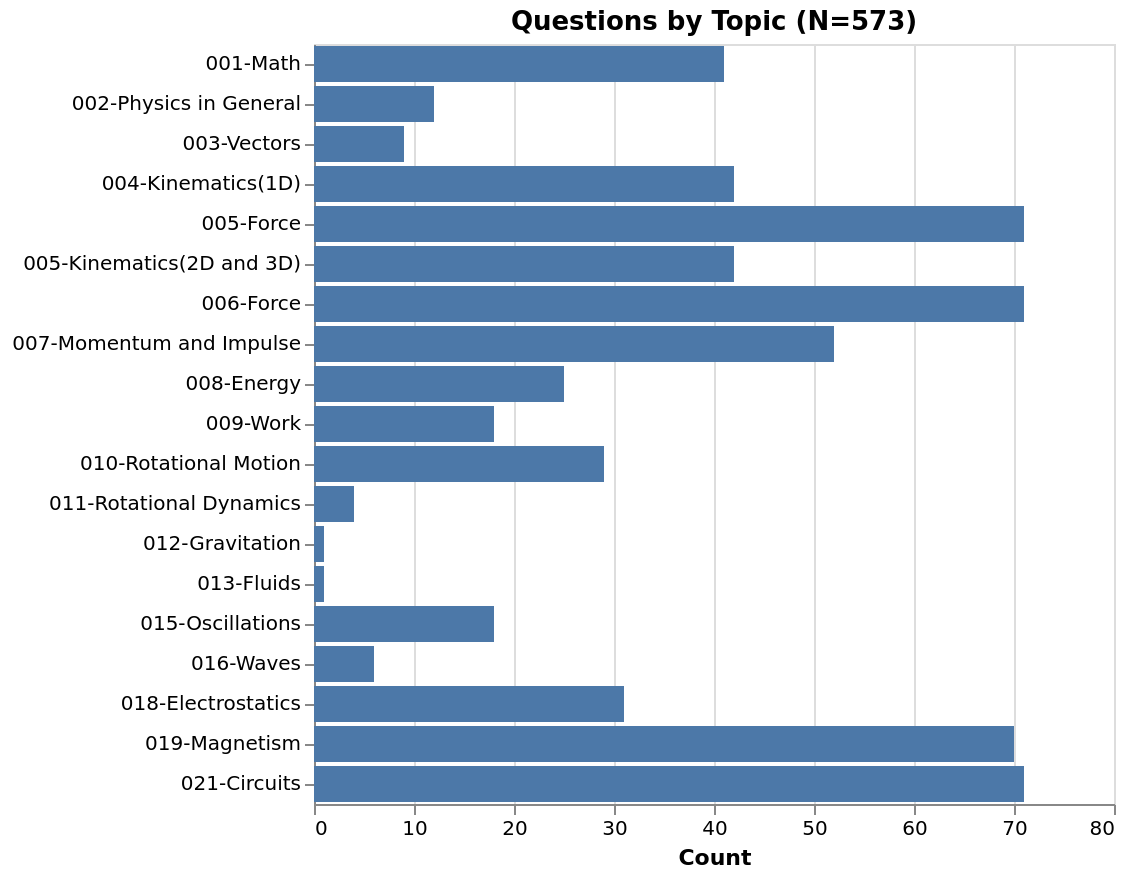 Questions by Topic (N=573)
001-Math
002-Physics in General
003-Vectors
004-Kinematics(1D)
005-Force
005-Kinematics(2D and 3D)
006-Force
007-Momentum and Impulse
008-Energy
009-Work
010-Rotational Motion
011-Rotational Dynamics
012-Gravitation
013-Fluids
015-Oscillations
016-Waves
018-Electrostatics
019-Magnetism
021-Circuits
0 10 20 30 40 50 60 70 80
Count